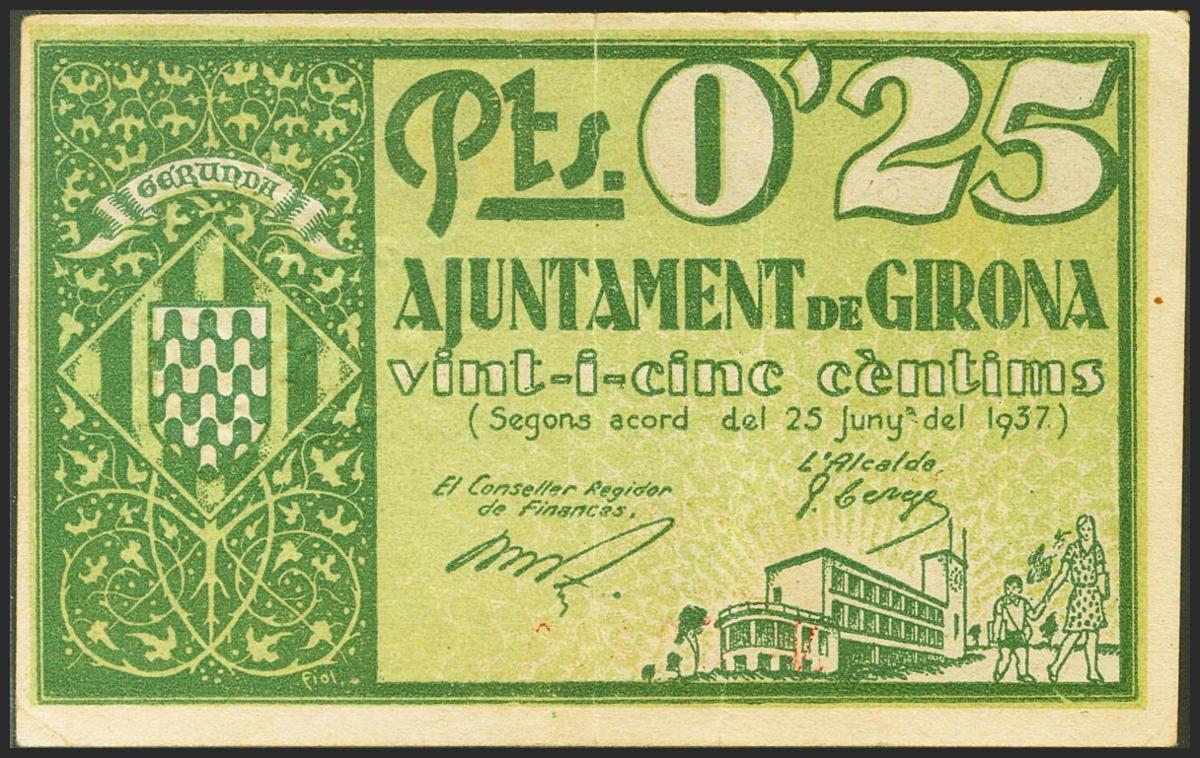 Pts. 0'25
GERUNDA
AJUNTAMENT DE GIRONA
vint-i-cinc cèntims
(Segons acord del 25 Juny del 1937.)
L'Alcalde,
El Conseller Regidor
de Finances,
Fiol.